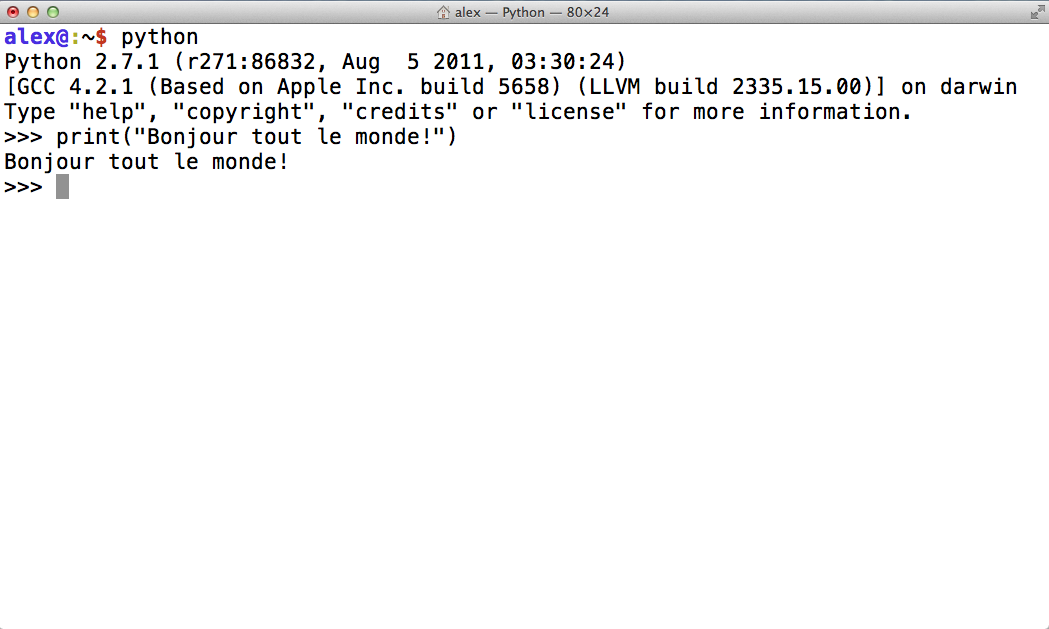 alex — Python — 80×24
alex@:~$ python
Python 2.7.1 (r271:86832, Aug  5 2011, 03:30:24)
[GCC 4.2.1 (Based on Apple Inc. build 5658) (LLVM build 2335.15.00)] on darwin
Type "help", "copyright", "credits" or "license" for more information.
>>> print("Bonjour tout le monde!")
Bonjour tout le monde!
>>>